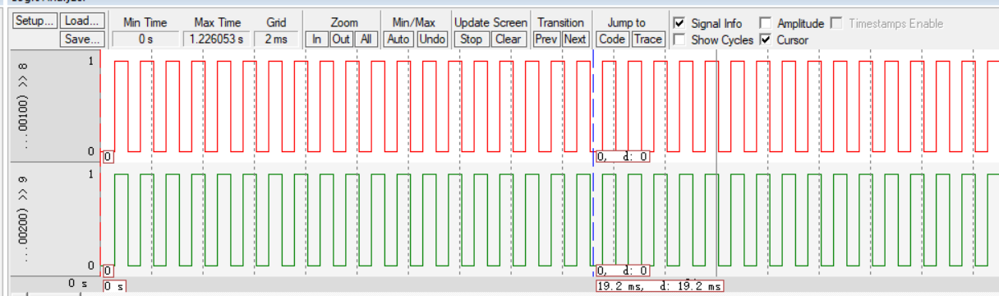 Setup... Load... Min Time Max Time Grid Zoom Min/Max Update Screen Transition Jump to Signal Info Amplitude Timestamps Enable
Save... 0 s 1.226053 s 2 ms In Out All Auto Undo Stop Clear Prev Next Code Trace Show Cycles Cursor
1
...00100) >> 8
0
0
0, d: 0
1
...00200) >> 9
0
0
0, d: 0
0 s
0 s
19.2 ms, d: 19.2 ms